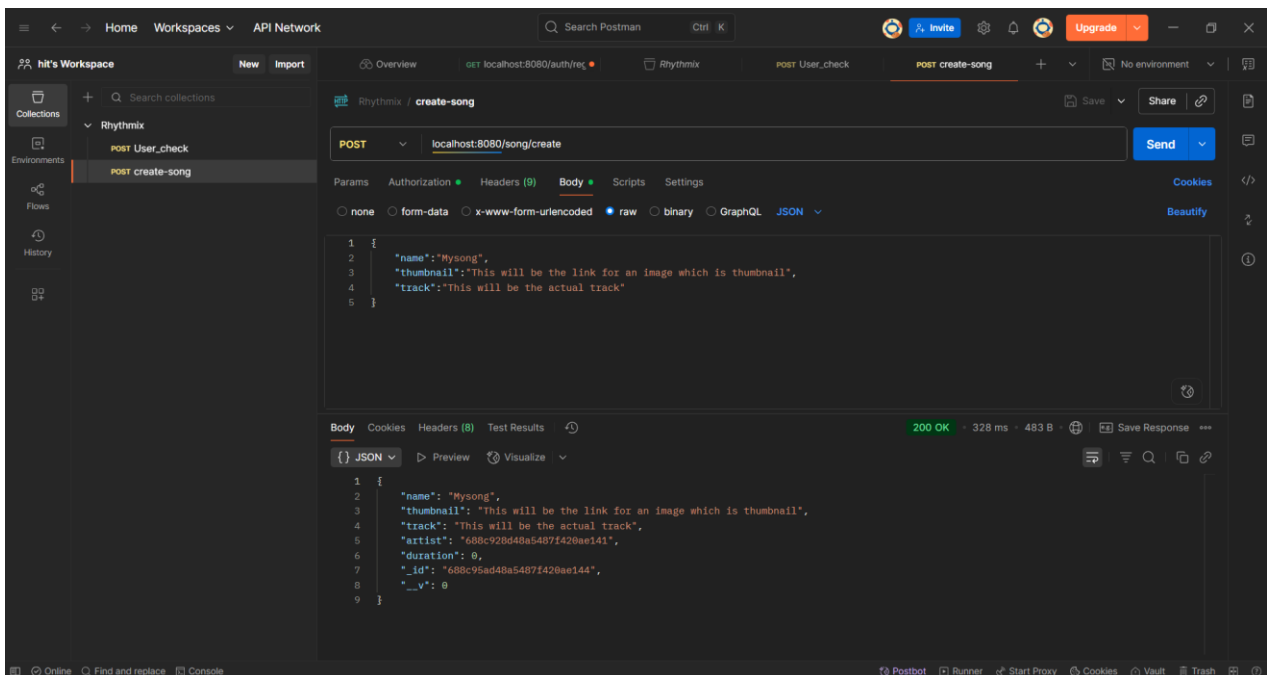 Home Workspaces API Network Search Postman Ctrl K Invite Upgrade
hit's Workspace New Import Overview GET localhost:8080/auth/reg Rhythmix POST User_check POST create-song No environment
Collections
Environments
Flows
History
Search collections
Rhythmix
POST User_check
POST create-song
HTTP Rhythmix / create-song Save Share
POST localhost:8080/song/create Send
Params Authorization Headers (9) Body Scripts Settings Cookies
none form-data x-www-form-urlencoded raw binary GraphQL JSON Beautify
1 {
2 "name":"Mysong",
3 "thumbnail":"This will be the link for an image which is thumbnail",
4 "track":"This will be the actual track"
5 }
Body Cookies Headers (8) Test Results 200 OK 328 ms 483 B Save Response
{} JSON Preview Visualize
1 {
2 "name": "Mysong",
3 "thumbnail": "This will be the link for an image which is thumbnail",
4 "track": "This will be the actual track",
5 "artist": "688c928d48a5487f420ae141",
6 "duration": 0,
7 "_id": "688c95ad48a5487f420ae144",
8 "__v": 0
9 }
Online Find and replace Console Postbot Runner Start Proxy Cookies Vault Trash